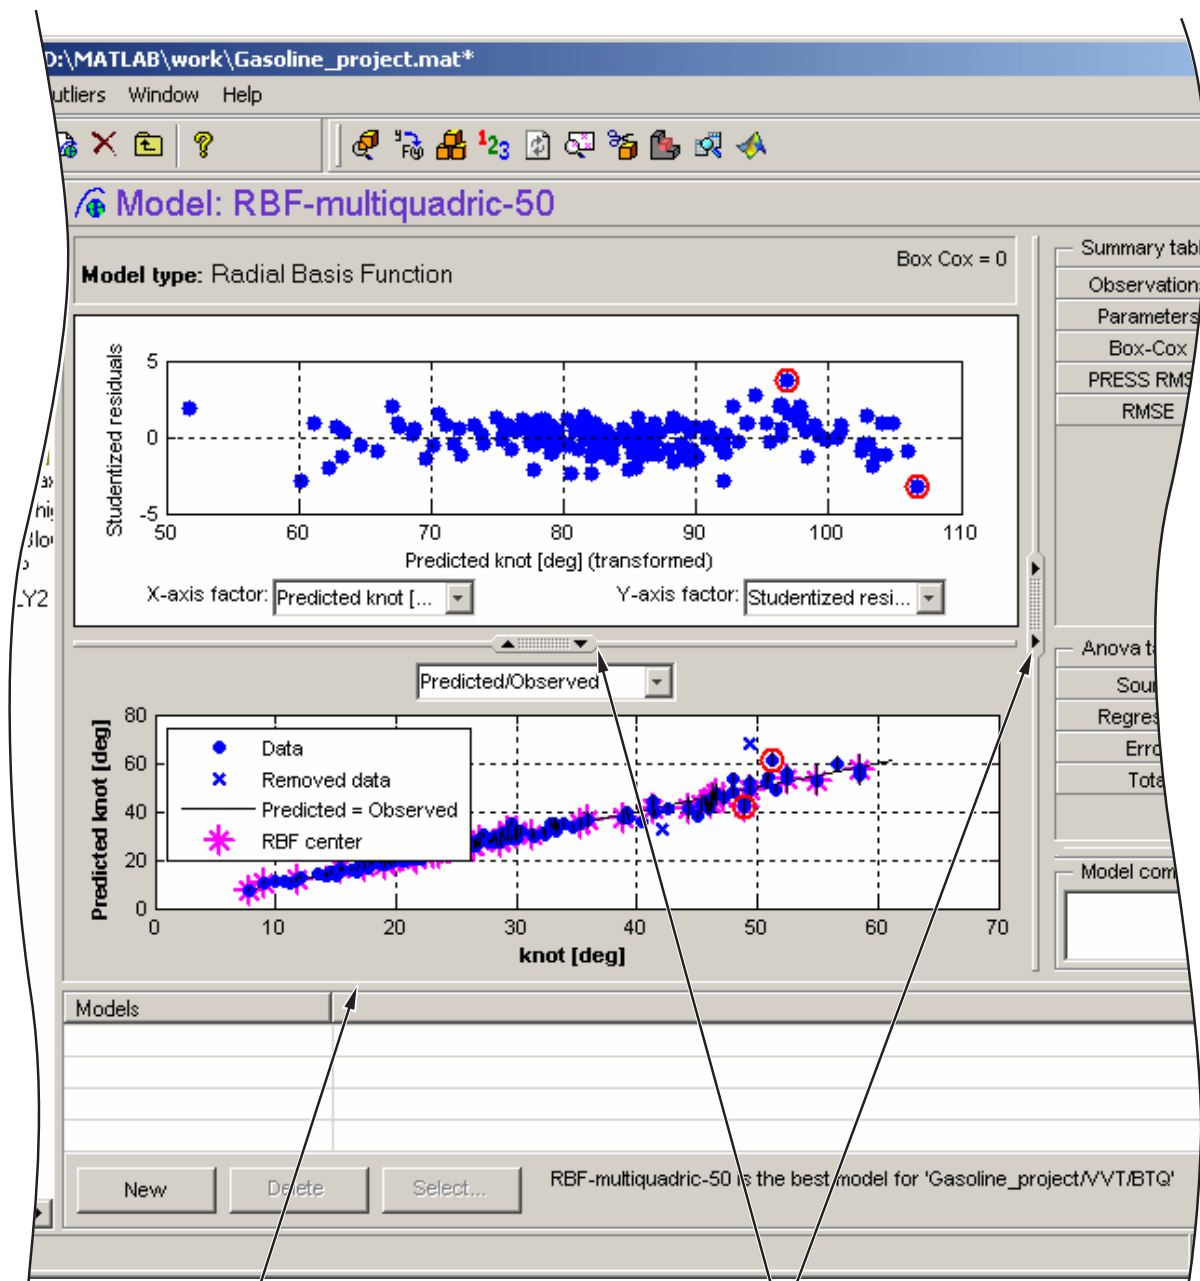 D:\MATLAB\work\Gasoline_project.mat*
utliers Window Help
Model: RBF-multiquadric-50
Model type: Radial Basis Function
Box Cox = 0
Studentized residuals
5
0
-5
50 60 70 80 90 100 110
Predicted knot [deg] (transformed)
X-axis factor: Predicted knot [...
Y-axis factor: Studentized resi...
Predicted/Observed
Predicted knot [deg]
80
60
40
20
0
Data
Removed data
Predicted = Observed
RBF center
0 10 20 30 40 50 60 70
knot [deg]
Summary tabl
Observation
Parameters
Box-Cox
PRESS RMS
RMSE
Anova t
Sour
Regres
Erro
Tota
Model com
_Y2
Models
New
Delete
Select...
RBF-multiquadric-50 is the best model for 'Gasoline_project/VVT/BTQ'